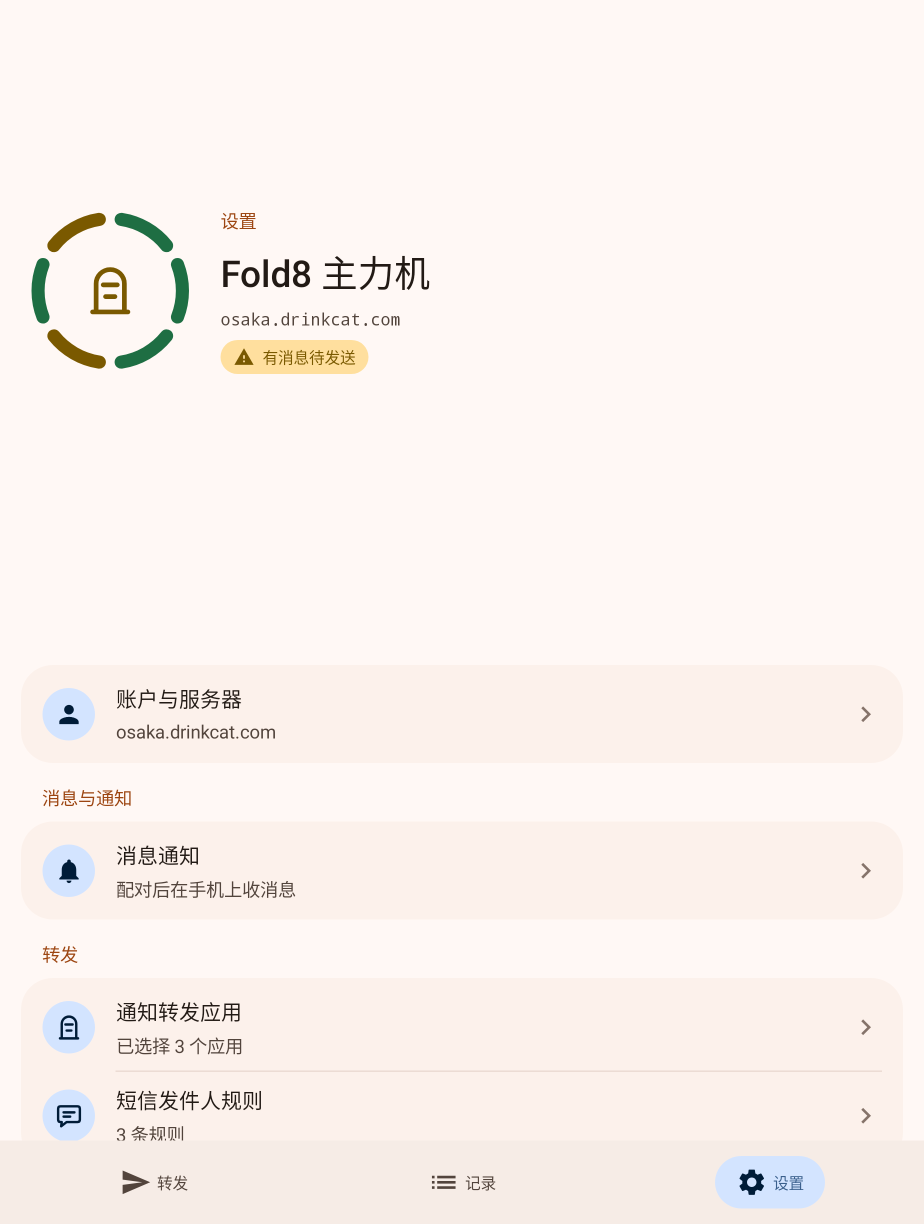 设置
Fold8 主力机
osaka.drinkcat.com
有消息待发送
账户与服务器
osaka.drinkcat.com
消息与通知
消息通知
配对后在手机上收消息
转发
通知转发应用
已选择 3 个应用
短信发件人规则
3 条规则
转发
记录
设置